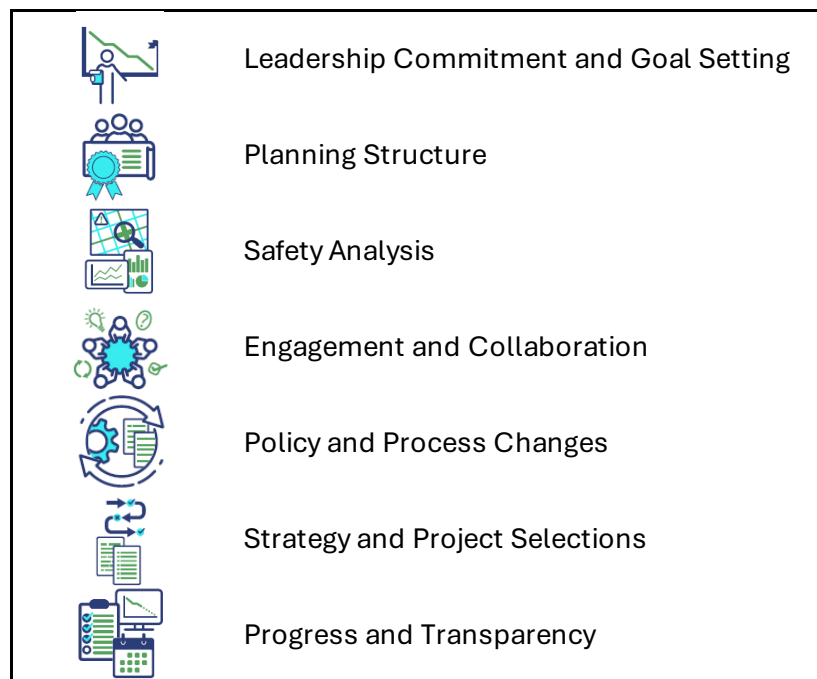 Leadership Commitment and Goal Setting
Planning Structure
Safety Analysis
Engagement and Collaboration
Policy and Process Changes
Strategy and Project Selections
Progress and Transparency